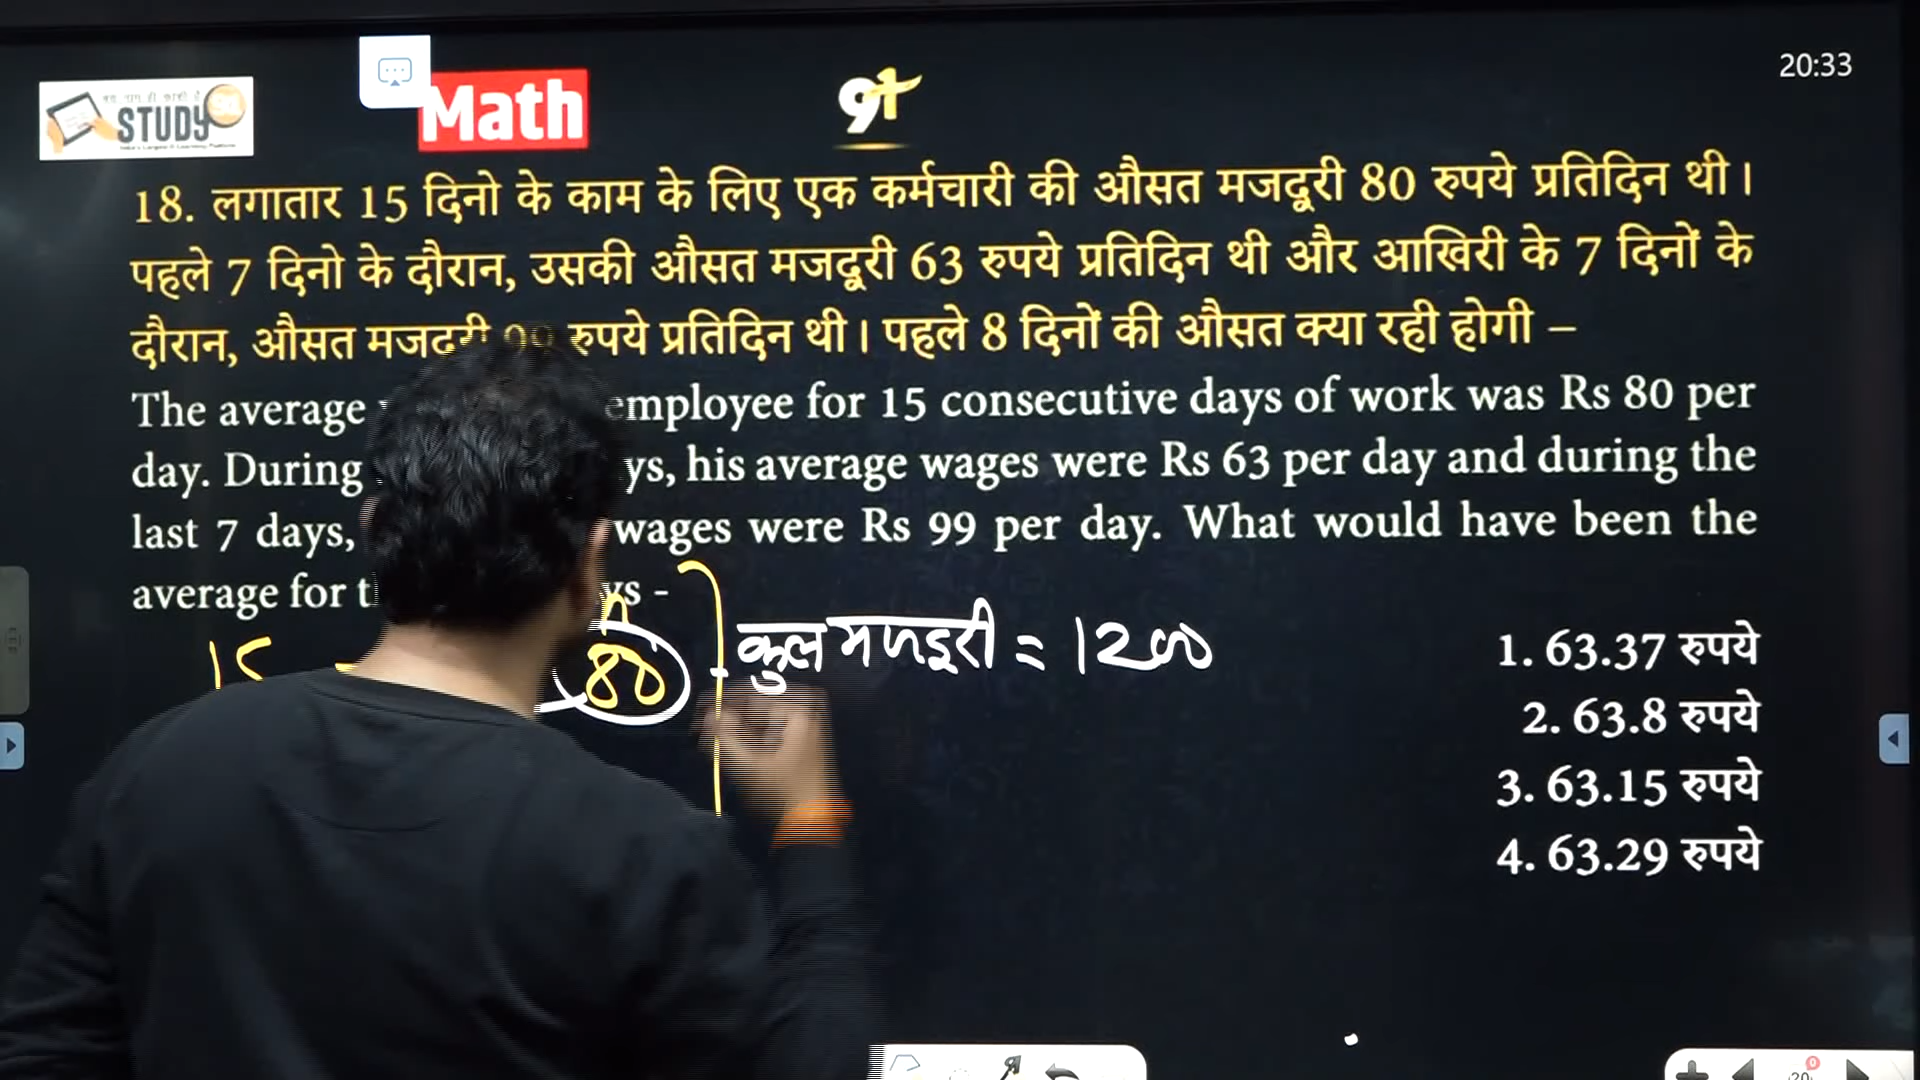 20:33
STUDY 91
Math
91
18. लगातार 15 दिनो के काम के लिए एक कर्मचारी की औसत मजदूरी 80 रुपये प्रतिदिन थी।
पहले 7 दिनो के दौरान, उसकी औसत मजदूरी 63 रुपये प्रतिदिन थी और आखिरी के 7 दिनों के
दौरान, औसत रुपये प्रतिदिन थी। पहले 8 दिनों की औसत क्या रही होगी –
The average employee for 15 consecutive days of work was Rs 80 per
day. During his average wages were Rs 63 per day and during the
last 7 days, wages were Rs 99 per day. What would have been the
average for
15 80 कुल मजदूरी = 1200
1. 63.37 रुपये
2. 63.8 रुपये
3. 63.15 रुपये
4. 63.29 रुपये